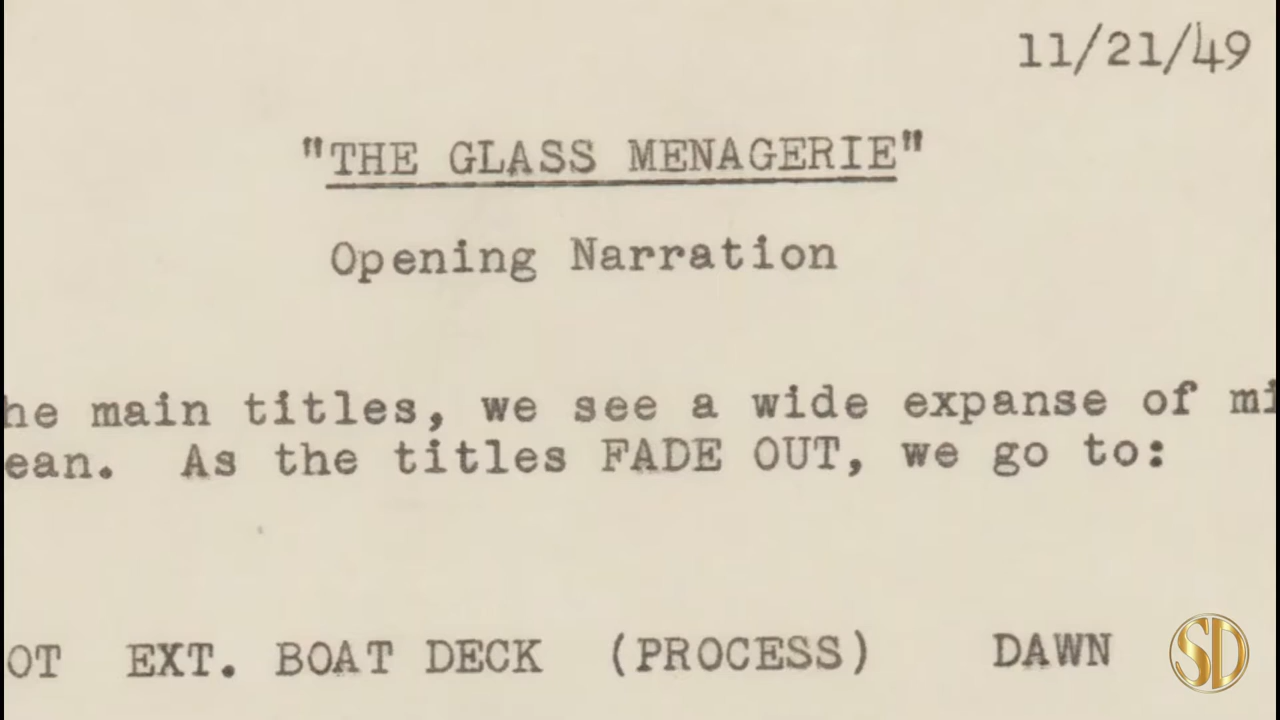 11/21/49
"THE GLASS MENAGERIE"
Opening Narration
he main titles, we see a wide expanse of mi
ean. As the titles FADE OUT, we go to:
OT EXT. BOAT DECK (PROCESS) DAWN
SD